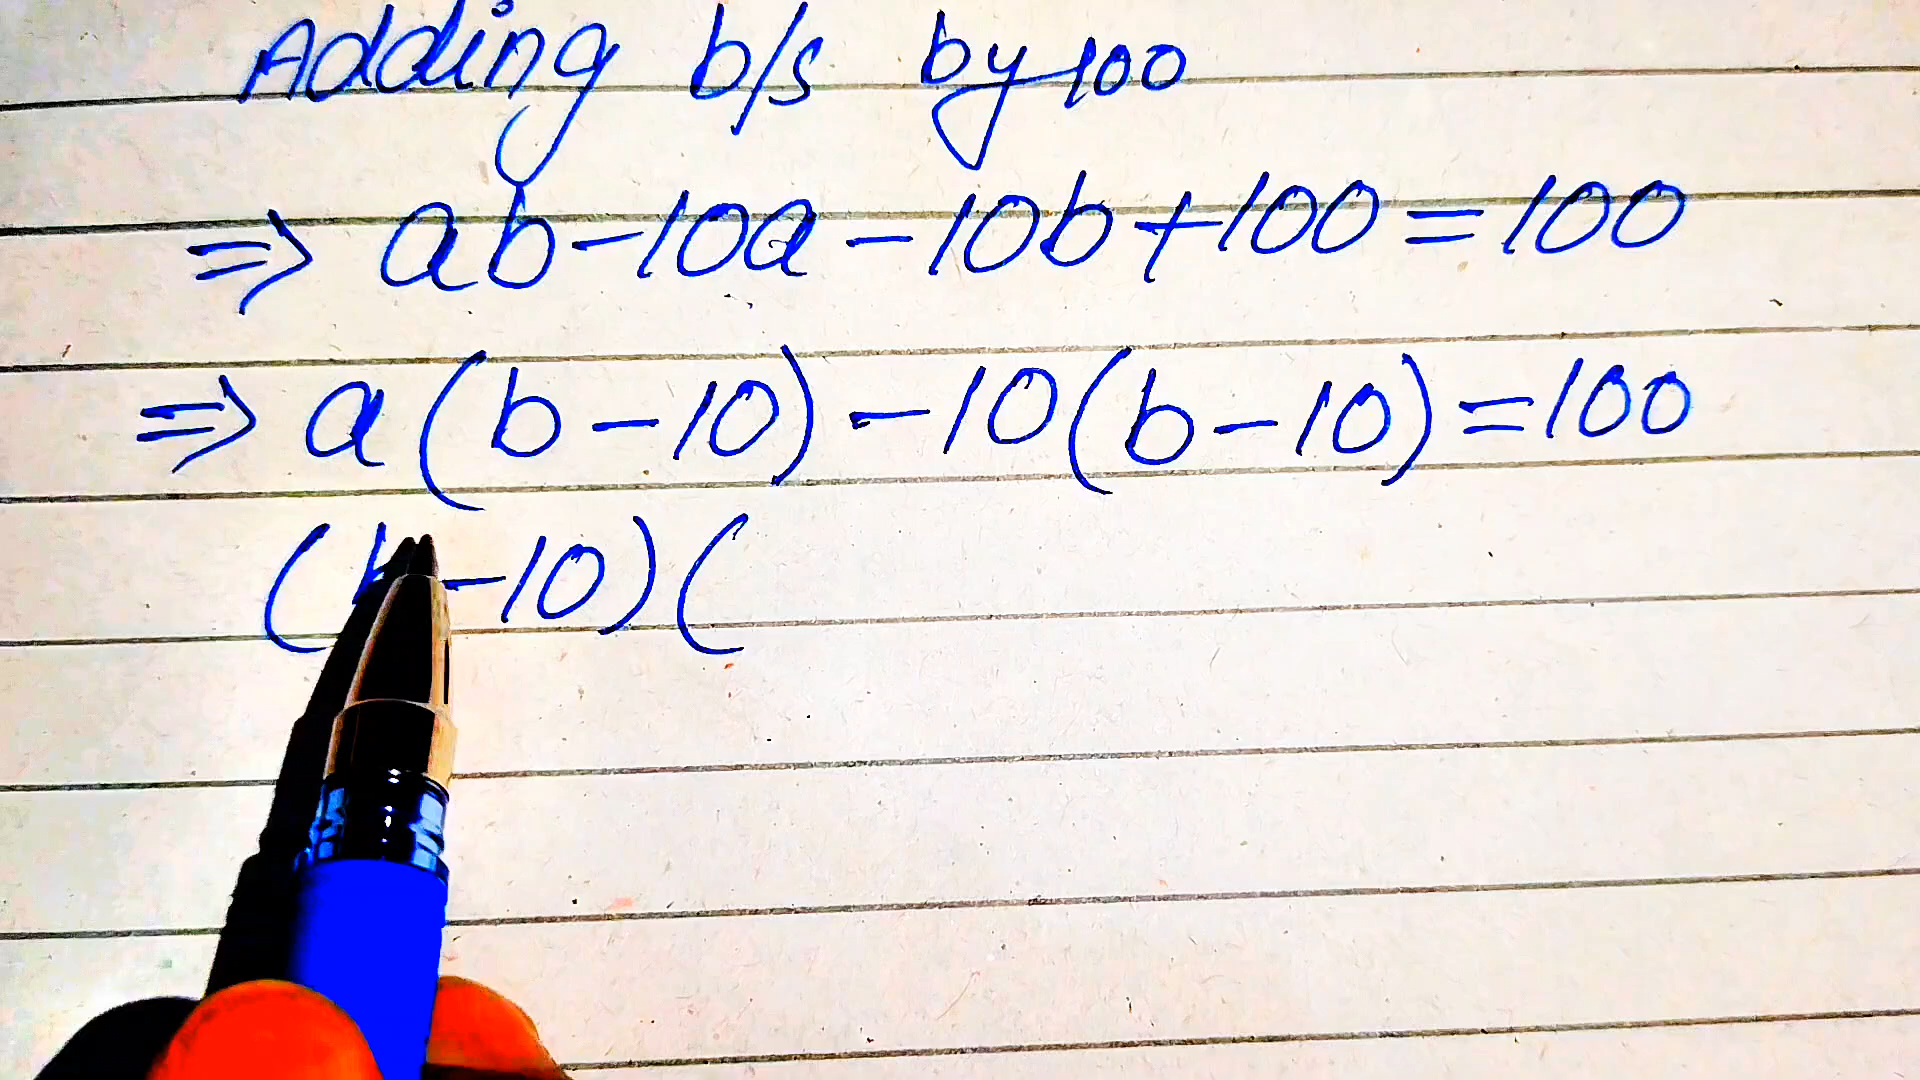 Adding b/s by 100
⇒ ab-10a-10b+100=100
⇒ a(b-10)-10(b-10)=100
(b-10)(